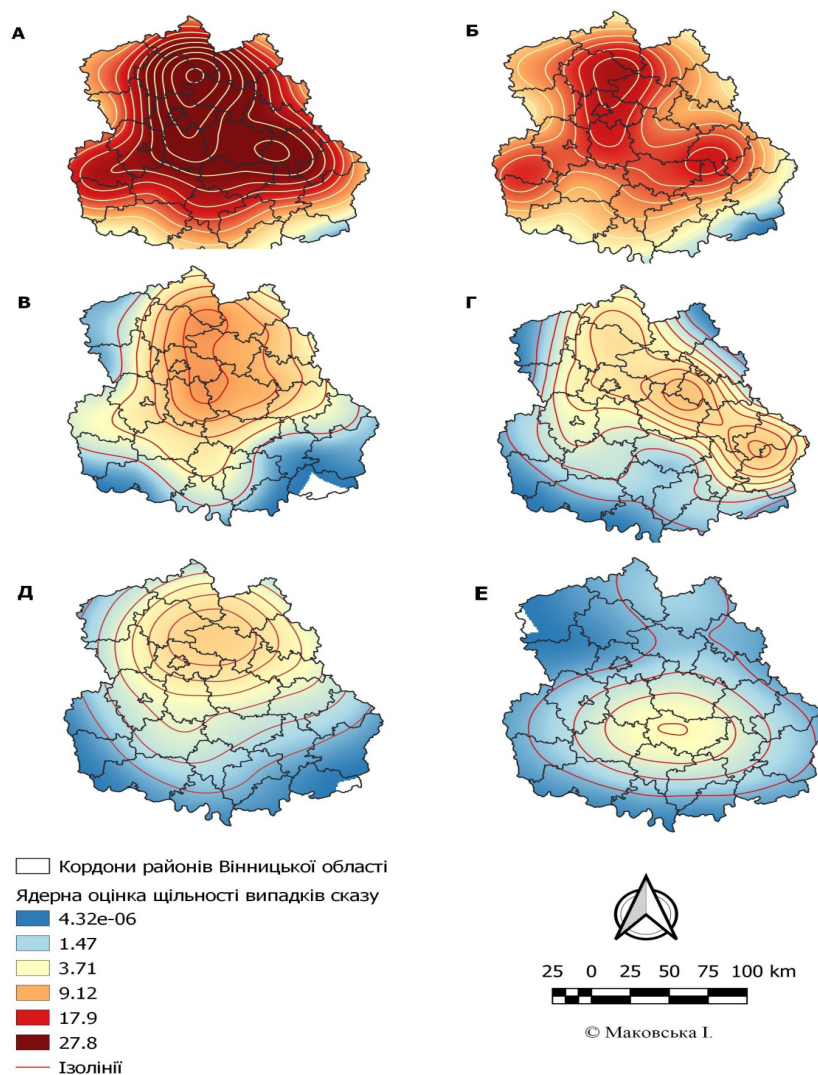 А
Б
В
Г
Д
Е
Кордони районів Вінницької області
Ядерна оцінка щільності випадків сказу
4.32e-06
1.47
3.71
9.12
17.9
27.8
Ізолінії
25 0 25 50 75 100 km
© Маковська І.